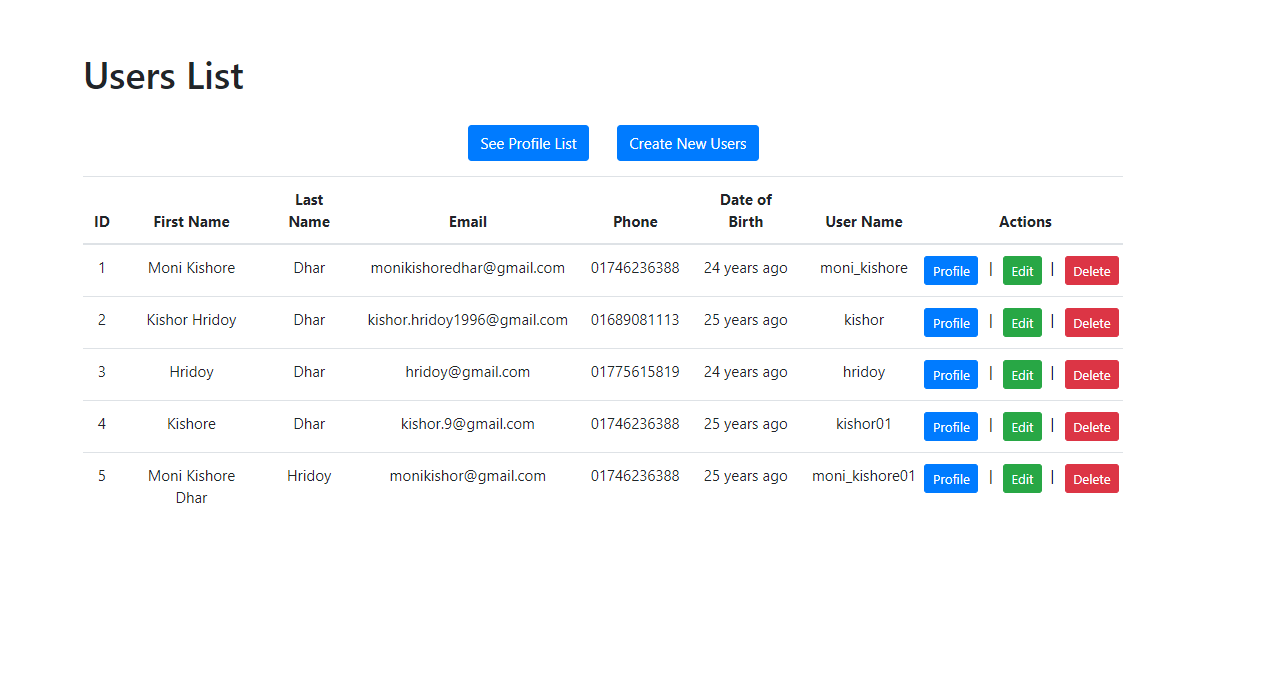 Users List
See Profile List Create New Users
ID First Name Last Name Email Phone Date of Birth User Name Actions
1 Moni Kishore Dhar monikishoredhar@gmail.com 01746236388 24 years ago moni_kishore Profile | Edit | Delete
2 Kishor Hridoy Dhar kishor.hridoy1996@gmail.com 01689081113 25 years ago kishor Profile | Edit | Delete
3 Hridoy Dhar hridoy@gmail.com 01775615819 24 years ago hridoy Profile | Edit | Delete
4 Kishore Dhar kishor.9@gmail.com 01746236388 25 years ago kishor01 Profile | Edit | Delete
5 Moni Kishore Dhar Hridoy monikishor@gmail.com 01746236388 25 years ago moni_kishore01 Profile | Edit | Delete